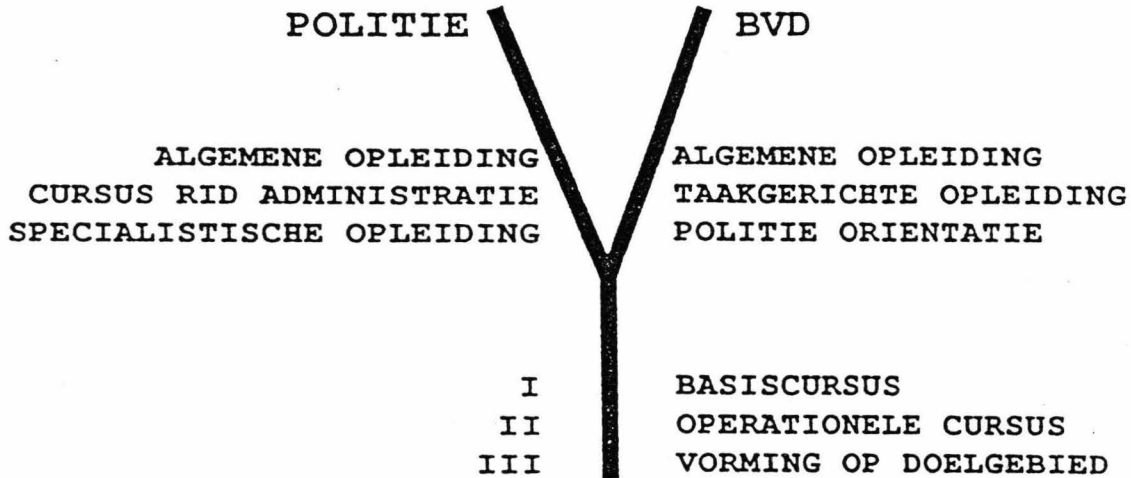 POLITIE BVD
ALGEMENE OPLEIDING ALGEMENE OPLEIDING
CURSUS RID ADMINISTRATIE TAAKGERICHTE OPLEIDING
SPECIALISTISCHE OPLEIDING POLITIE ORIENTATIE
I BASISCURSUS
II OPERATIONELE CURSUS
III VORMING OP DOELGEBIED